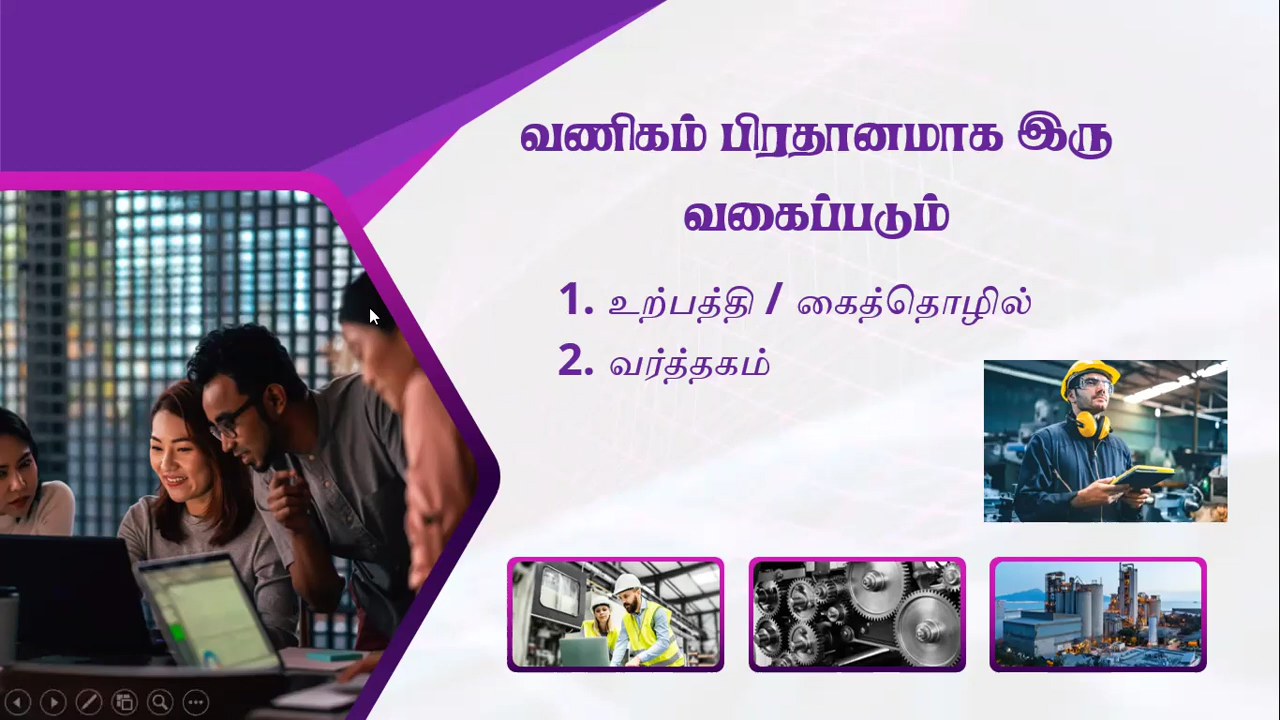 வணிகம் பிரதானமாக இரு
வகைப்படும்
1. உற்பத்தி / கைத்தொழில்
2. வர்த்தகம்